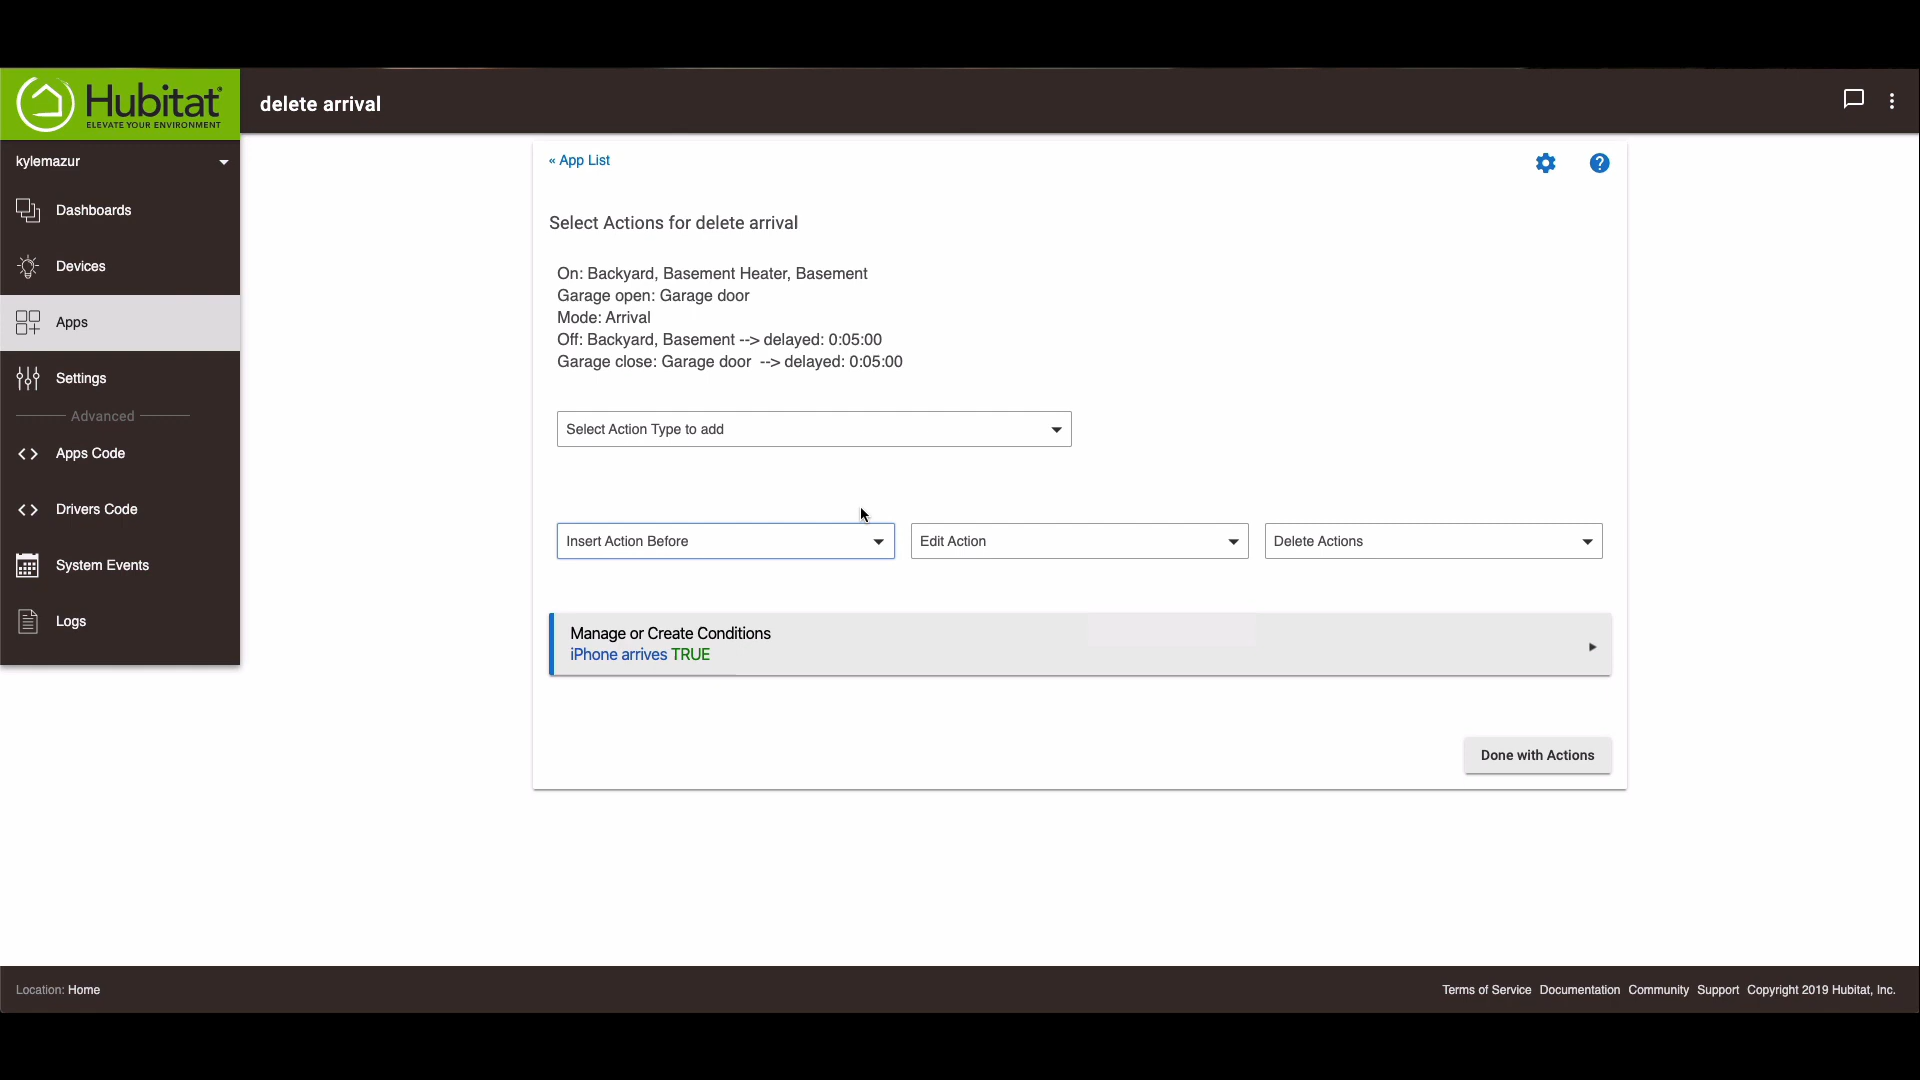 Hubitat®
ELEVATE YOUR ENVIRONMENT
delete arrival
kylemazur
Dashboards
Devices
Apps
Settings
Advanced
Apps Code
Drivers Code
System Events
Logs
« App List
Select Actions for delete arrival
On: Backyard, Basement Heater, Basement
Garage open: Garage door
Mode: Arrival
Off: Backyard, Basement --> delayed: 0:05:00
Garage close: Garage door --> delayed: 0:05:00
Select Action Type to add
Insert Action Before
Edit Action
Delete Actions
Manage or Create Conditions
iPhone arrives TRUE
Done with Actions
Location: Home
Terms of Service Documentation Community Support Copyright 2019 Hubitat, Inc.